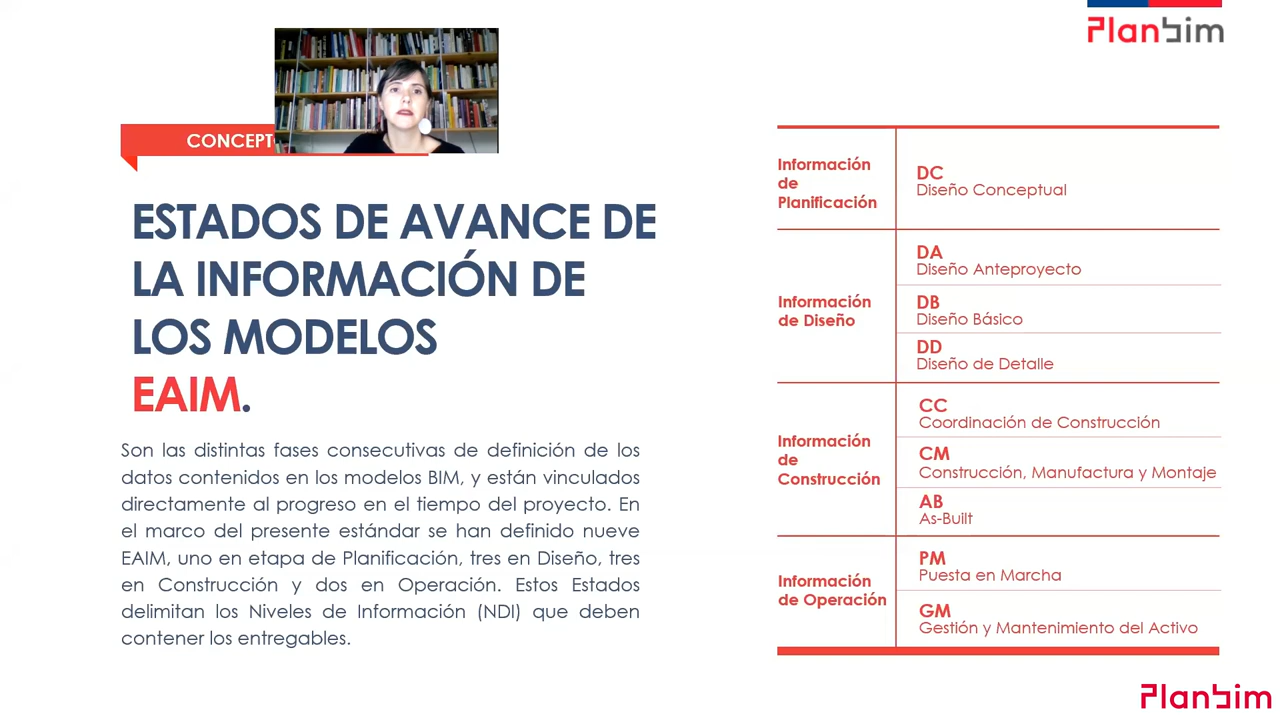 Planbim
CONCEPT
ESTADOS DE AVANCE DE
LA INFORMACIÓN DE
LOS MODELOS
EAIM.
Son las distintas fases consecutivas de definición de los
datos contenidos en los modelos BIM, y están vinculados
directamente al progreso en el tiempo del proyecto. En
el marco del presente estándar se han definido nueve
EAIM, uno en etapa de Planificación, tres en Diseño, tres
en Construcción y dos en Operación. Estos Estados
delimitan los Niveles de Información (NDI) que deben
contener los entregables.
Información
de
Planificación
DC
Diseño Conceptual
Información
de Diseño
DA
Diseño Anteproyecto
DB
Diseño Básico
DD
Diseño de Detalle
Información
de
Construcción
CC
Coordinación de Construcción
CM
Construcción, Manufactura y Montaje
AB
As-Built
Información
de Operación
PM
Puesta en Marcha
GM
Gestión y Mantenimiento del Activo
Planbim